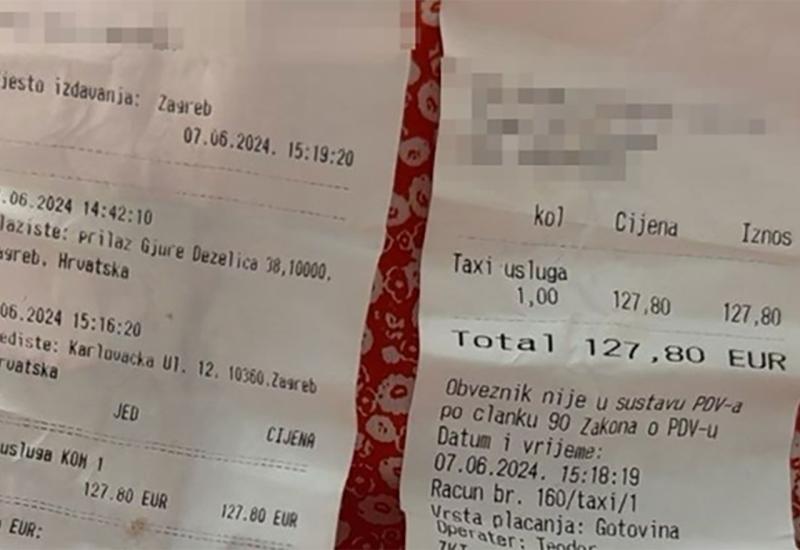 jesto izdavanja: Zagreb
07.06.2024. 15:19:20
.06.2024 14:42:10
laziste: prilaz Gjure Dezelica 38,10000,
agreb, Hrvatska
06.2024 15:16:20
ediste: Karlovacka Ul. 12, 10360,Zagreb
rvatska
JED
CIJENA
usluga KOM 1
127.80 EUR 127.80 EUR
EUR:
kol Cijena Iznos
Taxi usluga
1,00 127,80 127,80
Total 127,80 EUR
Obveznik nije u sustavu PDV-a
po clanku 90 Zakona o PDV-u
Datum i vrijeme:
07.06.2024. 15:18:19
Racun br. 160/taxi/1
Vrsta placanja: Gotovina
Operater: Teodor
ZKI